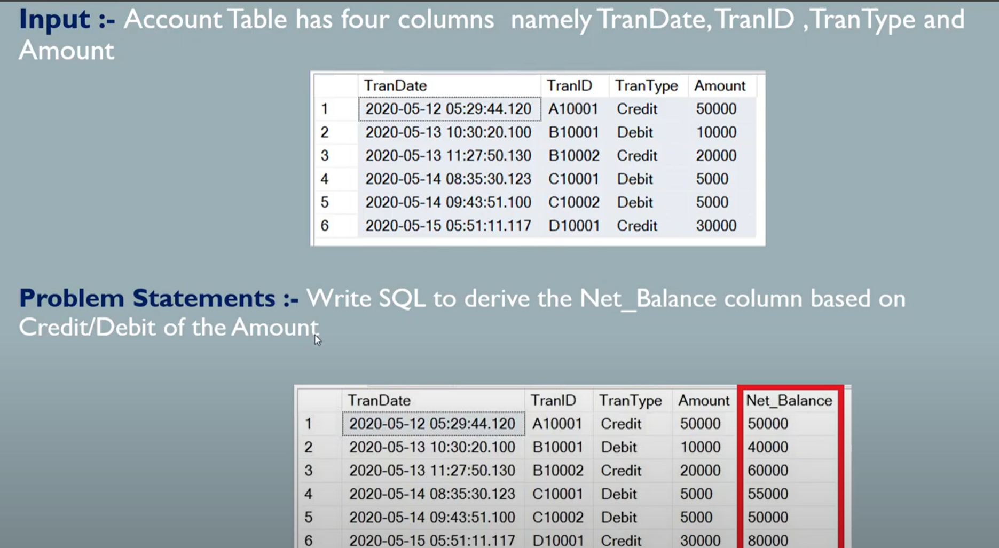 Input :- Account Table has four columns namely TranDate, TranID ,TranType and
Amount
TranDate TranID TranType Amount
1 2020-05-12 05:29:44.120 A10001 Credit 50000
2 2020-05-13 10:30:20.100 B10001 Debit 10000
3 2020-05-13 11:27:50.130 B10002 Credit 20000
4 2020-05-14 08:35:30.123 C10001 Debit 5000
5 2020-05-14 09:43:51.100 C10002 Debit 5000
6 2020-05-15 05:51:11.117 D10001 Credit 30000
Problem Statements :- Write SQL to derive the Net_Balance column based on
Credit/Debit of the Amount
TranDate TranID TranType Amount Net_Balance
1 2020-05-12 05:29:44.120 A10001 Credit 50000 50000
2 2020-05-13 10:30:20.100 B10001 Debit 10000 40000
3 2020-05-13 11:27:50.130 B10002 Credit 20000 60000
4 2020-05-14 08:35:30.123 C10001 Debit 5000 55000
5 2020-05-14 09:43:51.100 C10002 Debit 5000 50000
6 2020-05-15 05:51:11.117 D10001 Credit 30000 80000